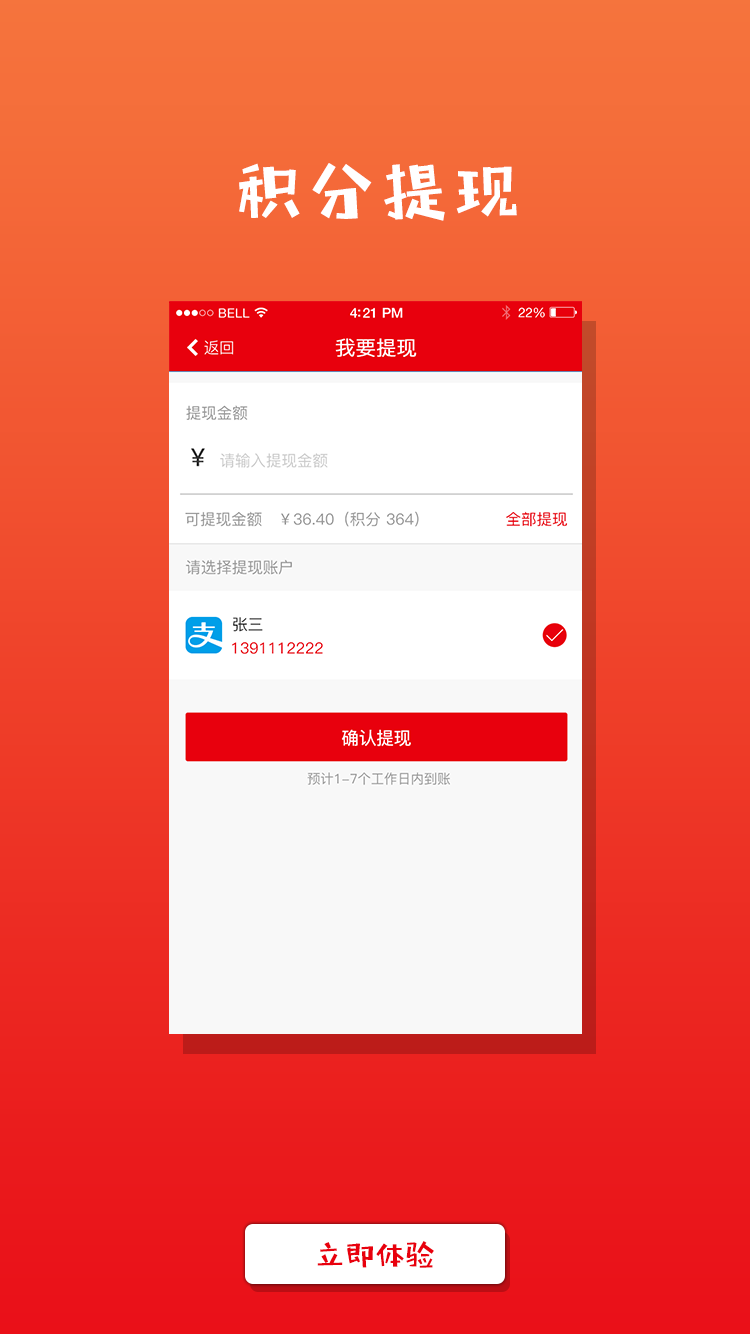 积分提现
BELL 4:21 PM 22%
返回 我要提现
提现金额
¥ 请输入提现金额
可提现金额 ¥36.40（积分 364） 全部提现
请选择提现账户
支 张三
1391112222
确认提现
预计1-7个工作日内到账
立即体验